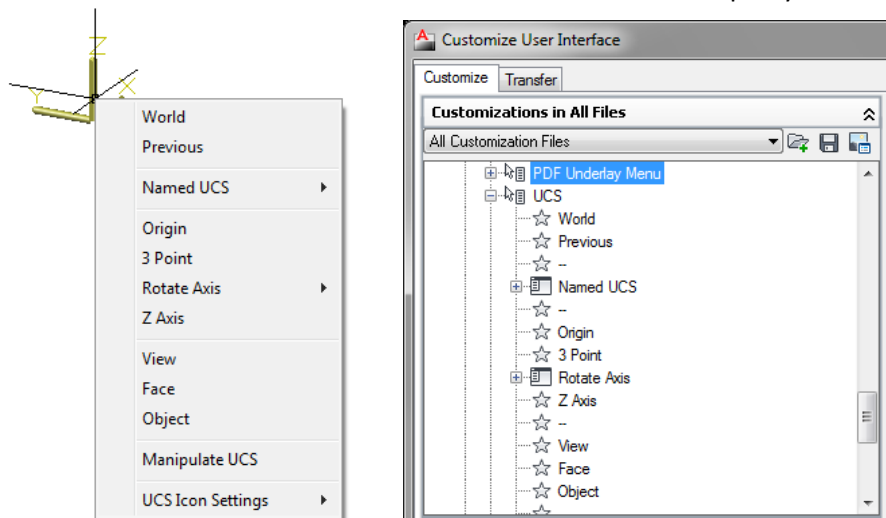 Z
X
Y
World
Previous
Named UCS
Origin
3 Point
Rotate Axis
Z Axis
View
Face
Object
Manipulate UCS
UCS Icon Settings
Customize User Interface
Customize Transfer
Customizations in All Files
All Customization Files
PDF Underlay Menu
UCS
World
Previous
--
Named UCS
--
Origin
3 Point
Rotate Axis
Z Axis
--
View
Face
Object